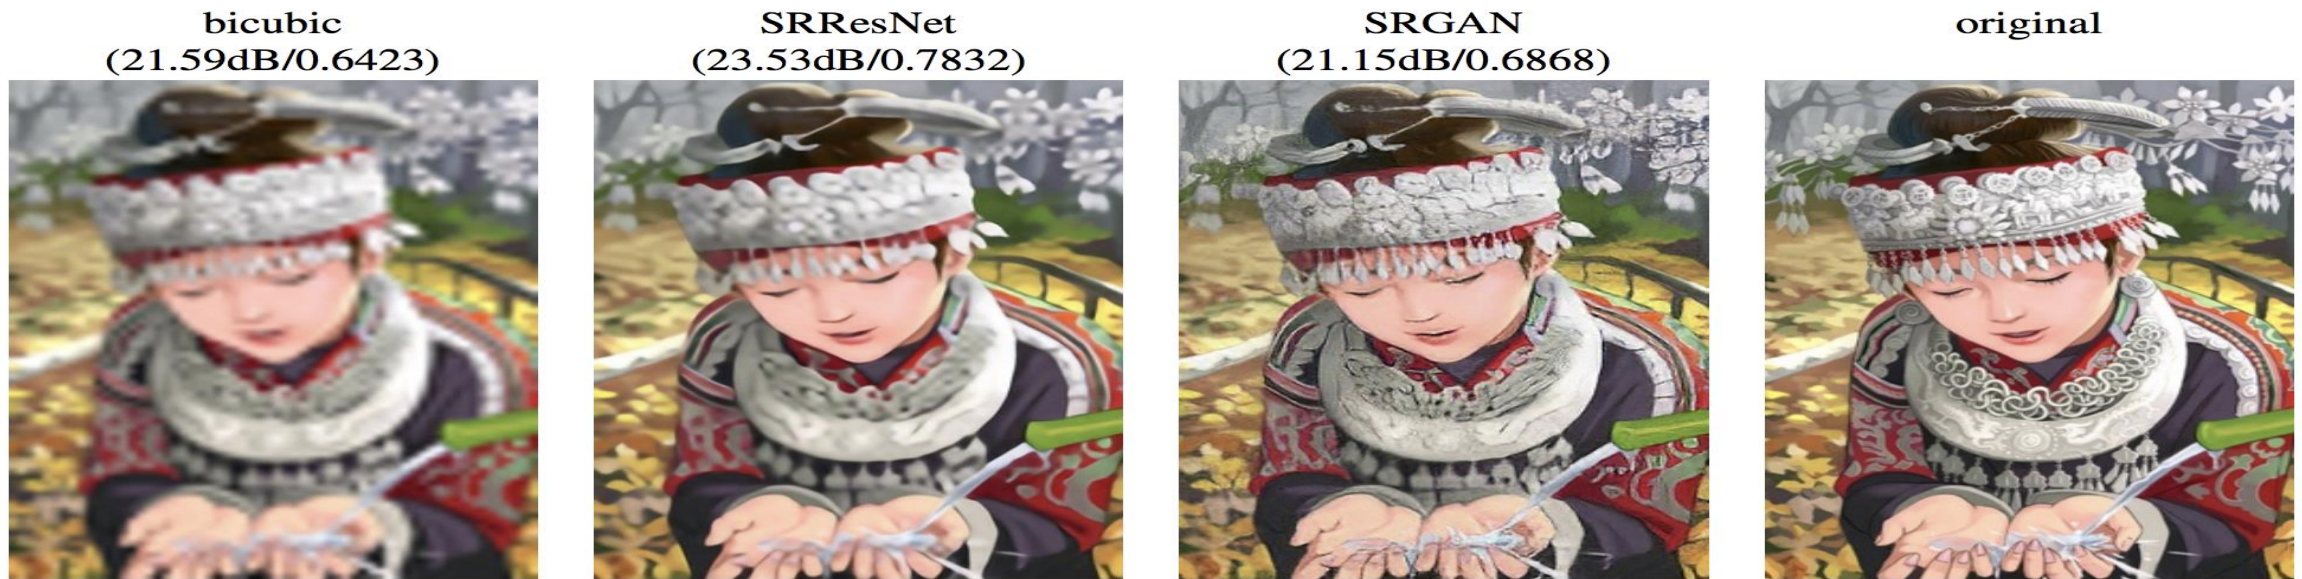 bicubic
(21.59dB/0.6423)
SRResNet
(23.53dB/0.7832)
SRGAN
(21.15dB/0.6868)
original